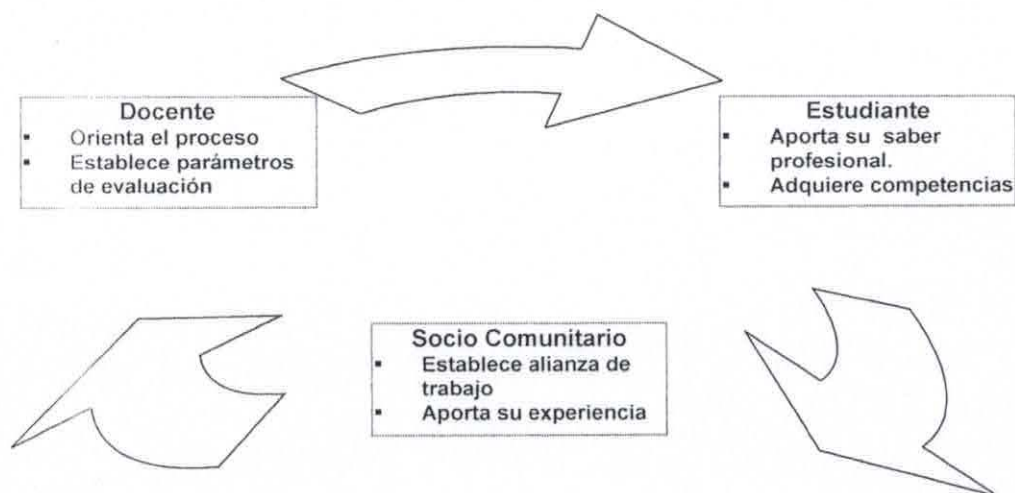 Docente
▪ Orienta el proceso
▪ Establece parámetros
de evaluación
Estudiante
▪ Aporta su saber
profesional.
▪ Adquiere competencias
Socio Comunitario
▪ Establece alianza de
trabajo
▪ Aporta su experiencia